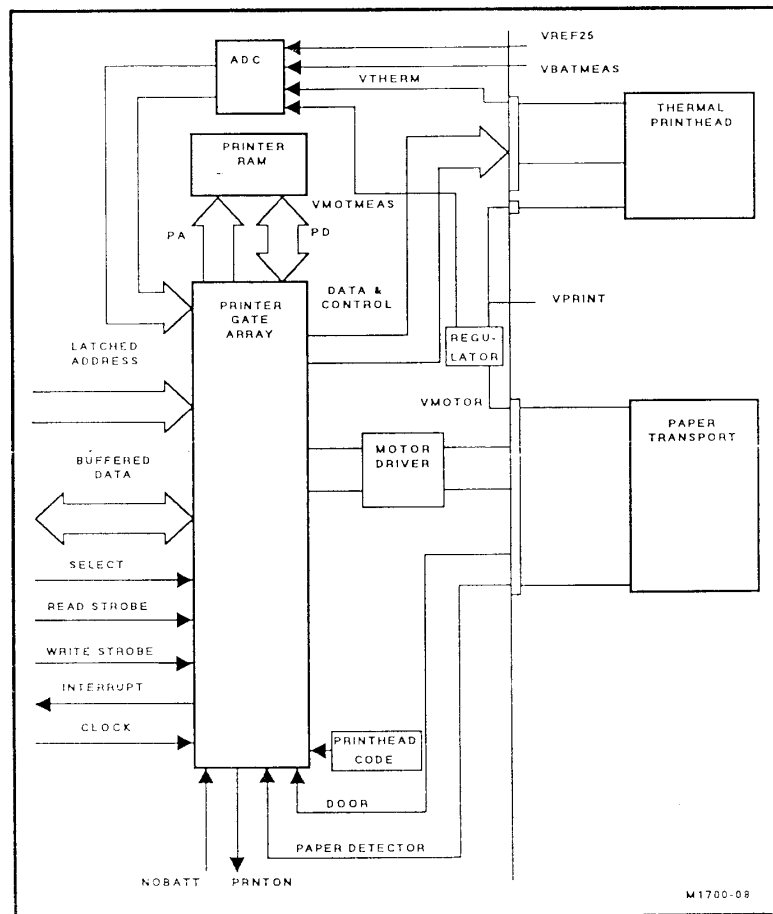 VREF25
ADC
VBATMEAS
VTHERM
THERMAL
PRINTHEAD
PRINTER
RAM
VMOTMEAS
PA
PD
DATA &
CONTROL
PRINTER
GATE
ARRAY
VPRINT
LATCHED
ADDRESS
REGU-
LATOR
VMOTOR
PAPER
TRANSPORT
MOTOR
DRIVER
BUFFERED
DATA
SELECT
READ STROBE
WRITE STROBE
INTERRUPT
CLOCK
PRINTHEAD
CODE
DOOR
PAPER DETECTOR
NOBATT
PRNTON
M1700-08